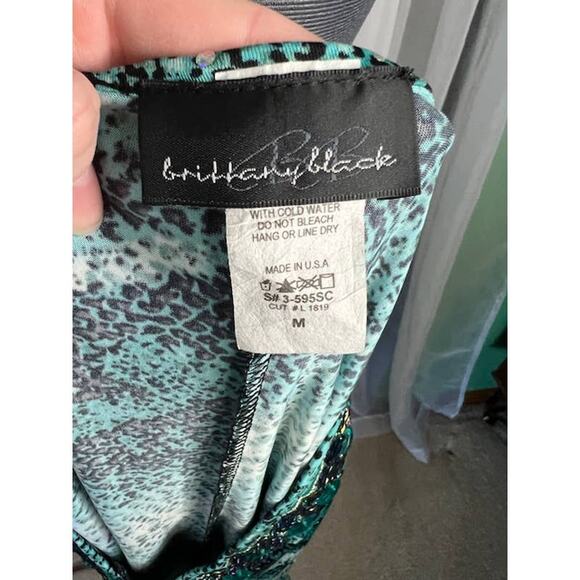 brittany black
WITH COLD WATER
DO NOT BLEACH
HANG OR LINE DRY
MADE IN U.S.A
S# 3-595SC
CUT # L 1819
M